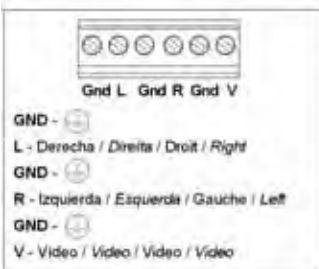 Gnd L Gnd R Gnd V
GND -
L - Derecha / Direita / Droit / Right
GND -
R - Izquierda / Esquerda / Gauche / Left
GND -
V - Video / Video / Video / Video